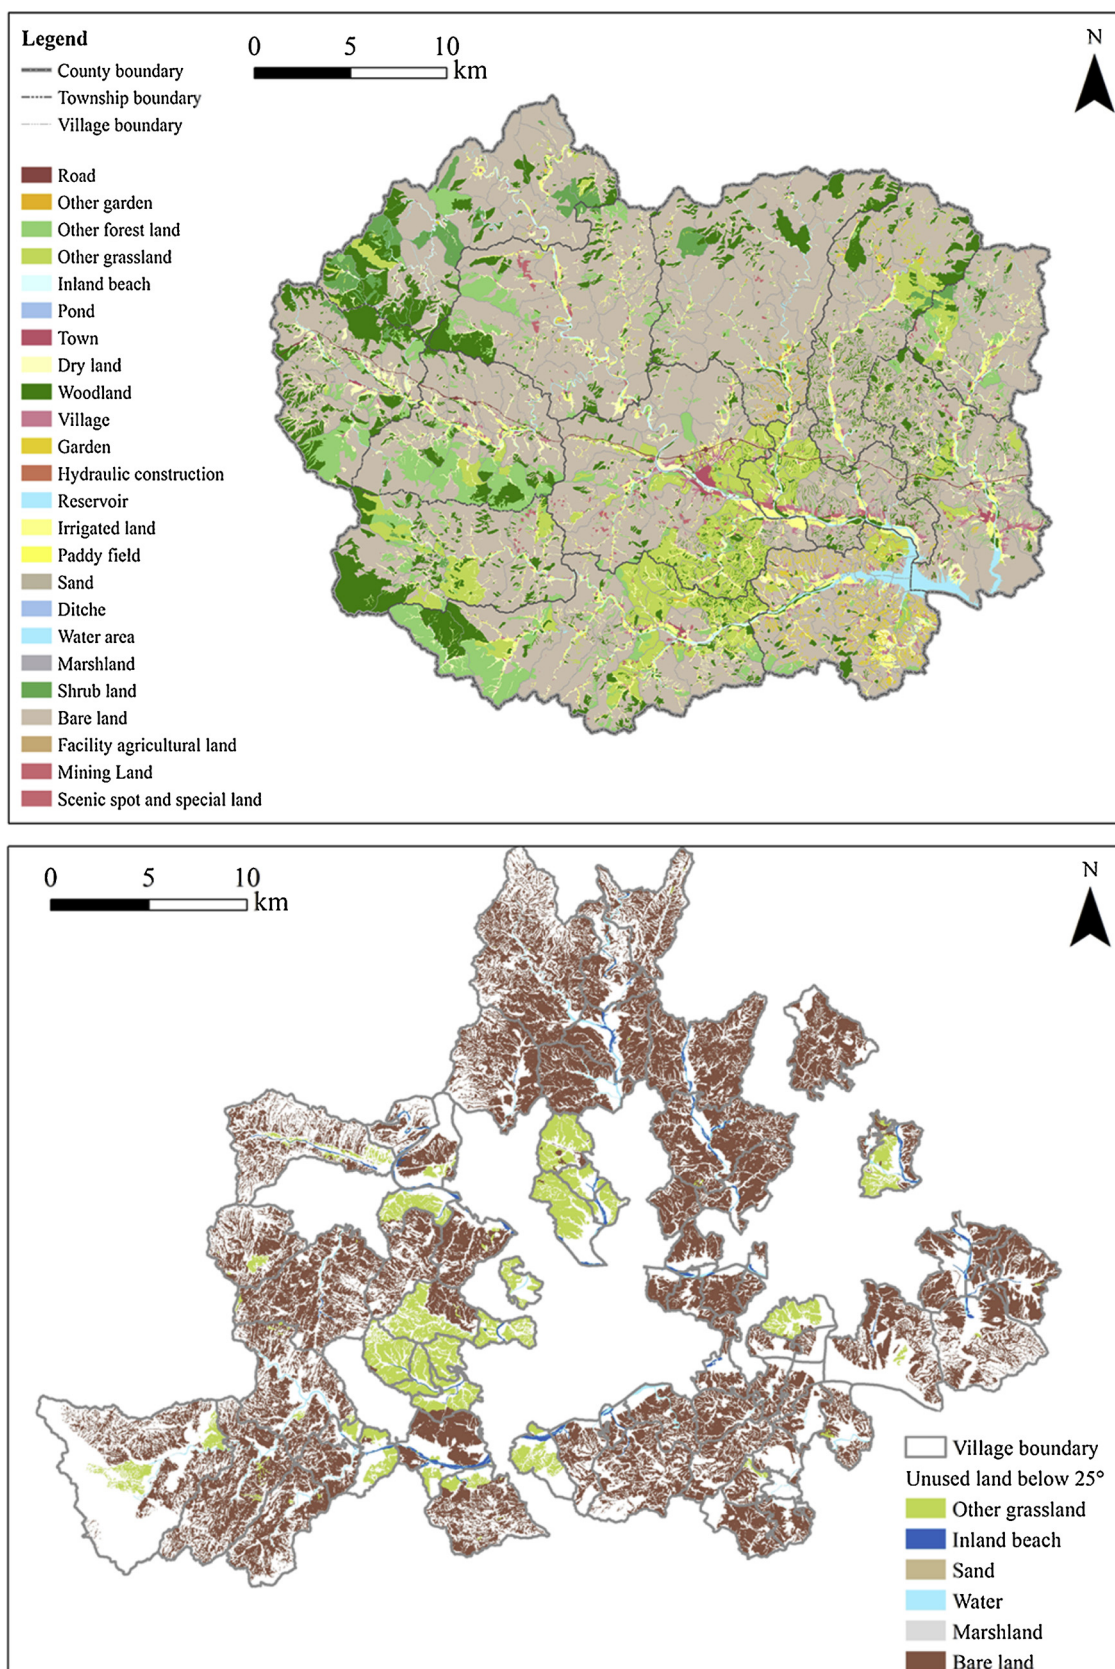 Legend
County boundary
Township boundary
Village boundary
Road
Other garden
Other forest land
Other grassland
Inland beach
Pond
Town
Dry land
Woodland
Village
Garden
Hydraulic construction
Reservoir
Irrigated land
Paddy field
Sand
Ditche
Water area
Marshland
Shrub land
Bare land
Facility agricultural land
Mining Land
Scenic spot and special land
0 5 10
km
N
0 5 10
km
N
Village boundary
Unused land below 25°
Other grassland
Inland beach
Sand
Water
Marshland
Bare land